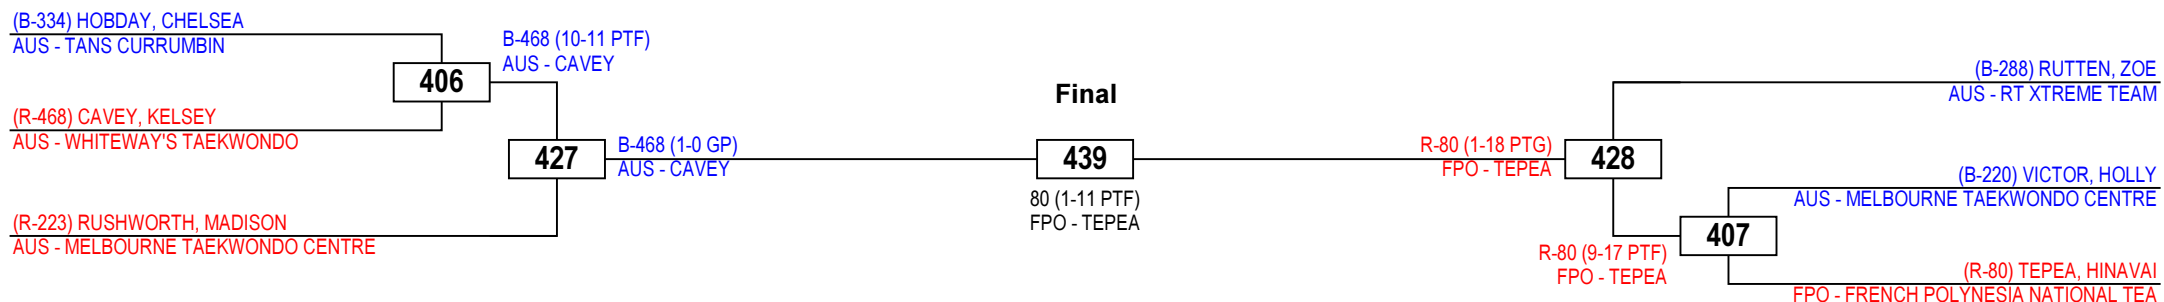 (B-334) HOBDAY, CHELSEA
AUS - TANS CURRUMBIN
B-468 (10-11 PTF)
AUS - CAVEY
406
(R-468) CAVEY, KELSEY
AUS - WHITEWAY'S TAEKWONDO
427
B-468 (1-0 GP)
AUS - CAVEY
(R-223) RUSHWORTH, MADISON
AUS - MELBOURNE TAEKWONDO CENTRE
Final
439
80 (1-11 PTF)
FPO - TEPEA
(B-288) RUTTEN, ZOE
AUS - RT XTREME TEAM
R-80 (1-18 PTG)
FPO - TEPEA
428
(B-220) VICTOR, HOLLY
AUS - MELBOURNE TAEKWONDO CENTRE
407
R-80 (9-17 PTF)
FPO - TEPEA
(R-80) TEPEA, HINAVAI
FPO - FRENCH POLYNESIA NATIONAL TEA